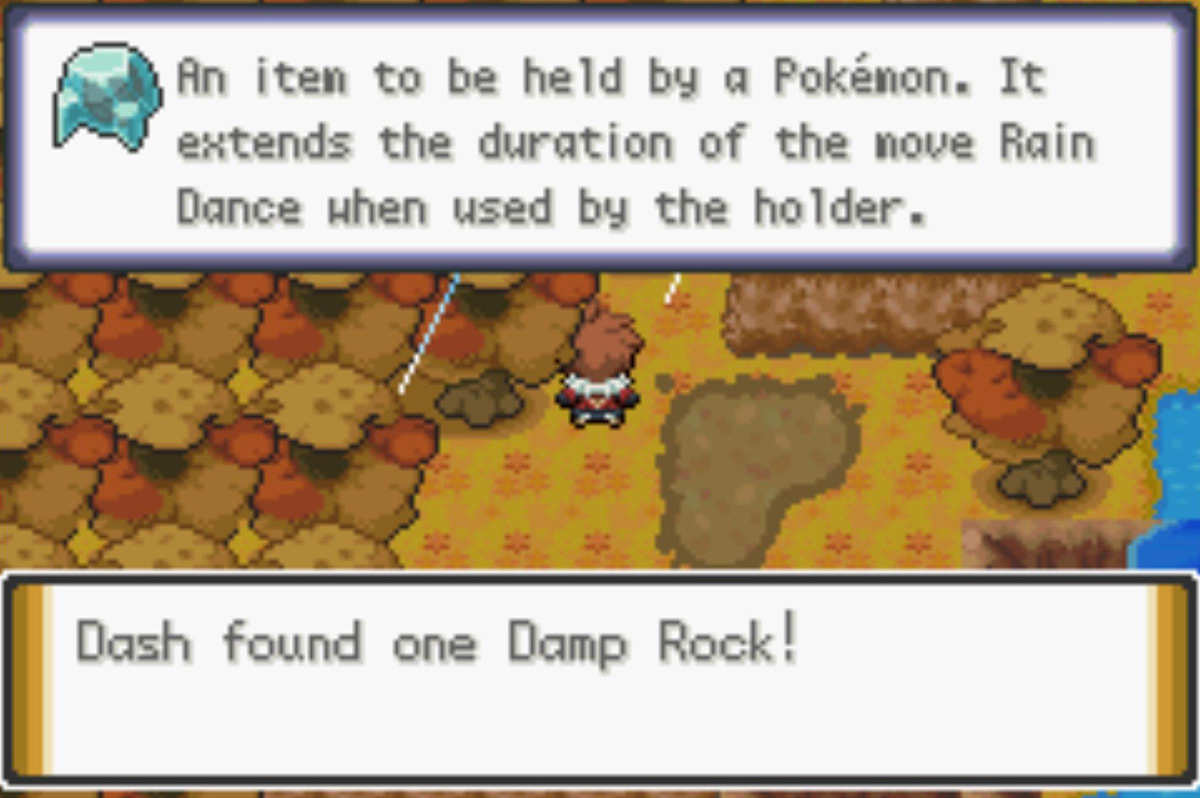 An item to be held by a Pokémon. It
extends the duration of the move Rain
Dance when used by the holder.
Dash found one Damp Rock!